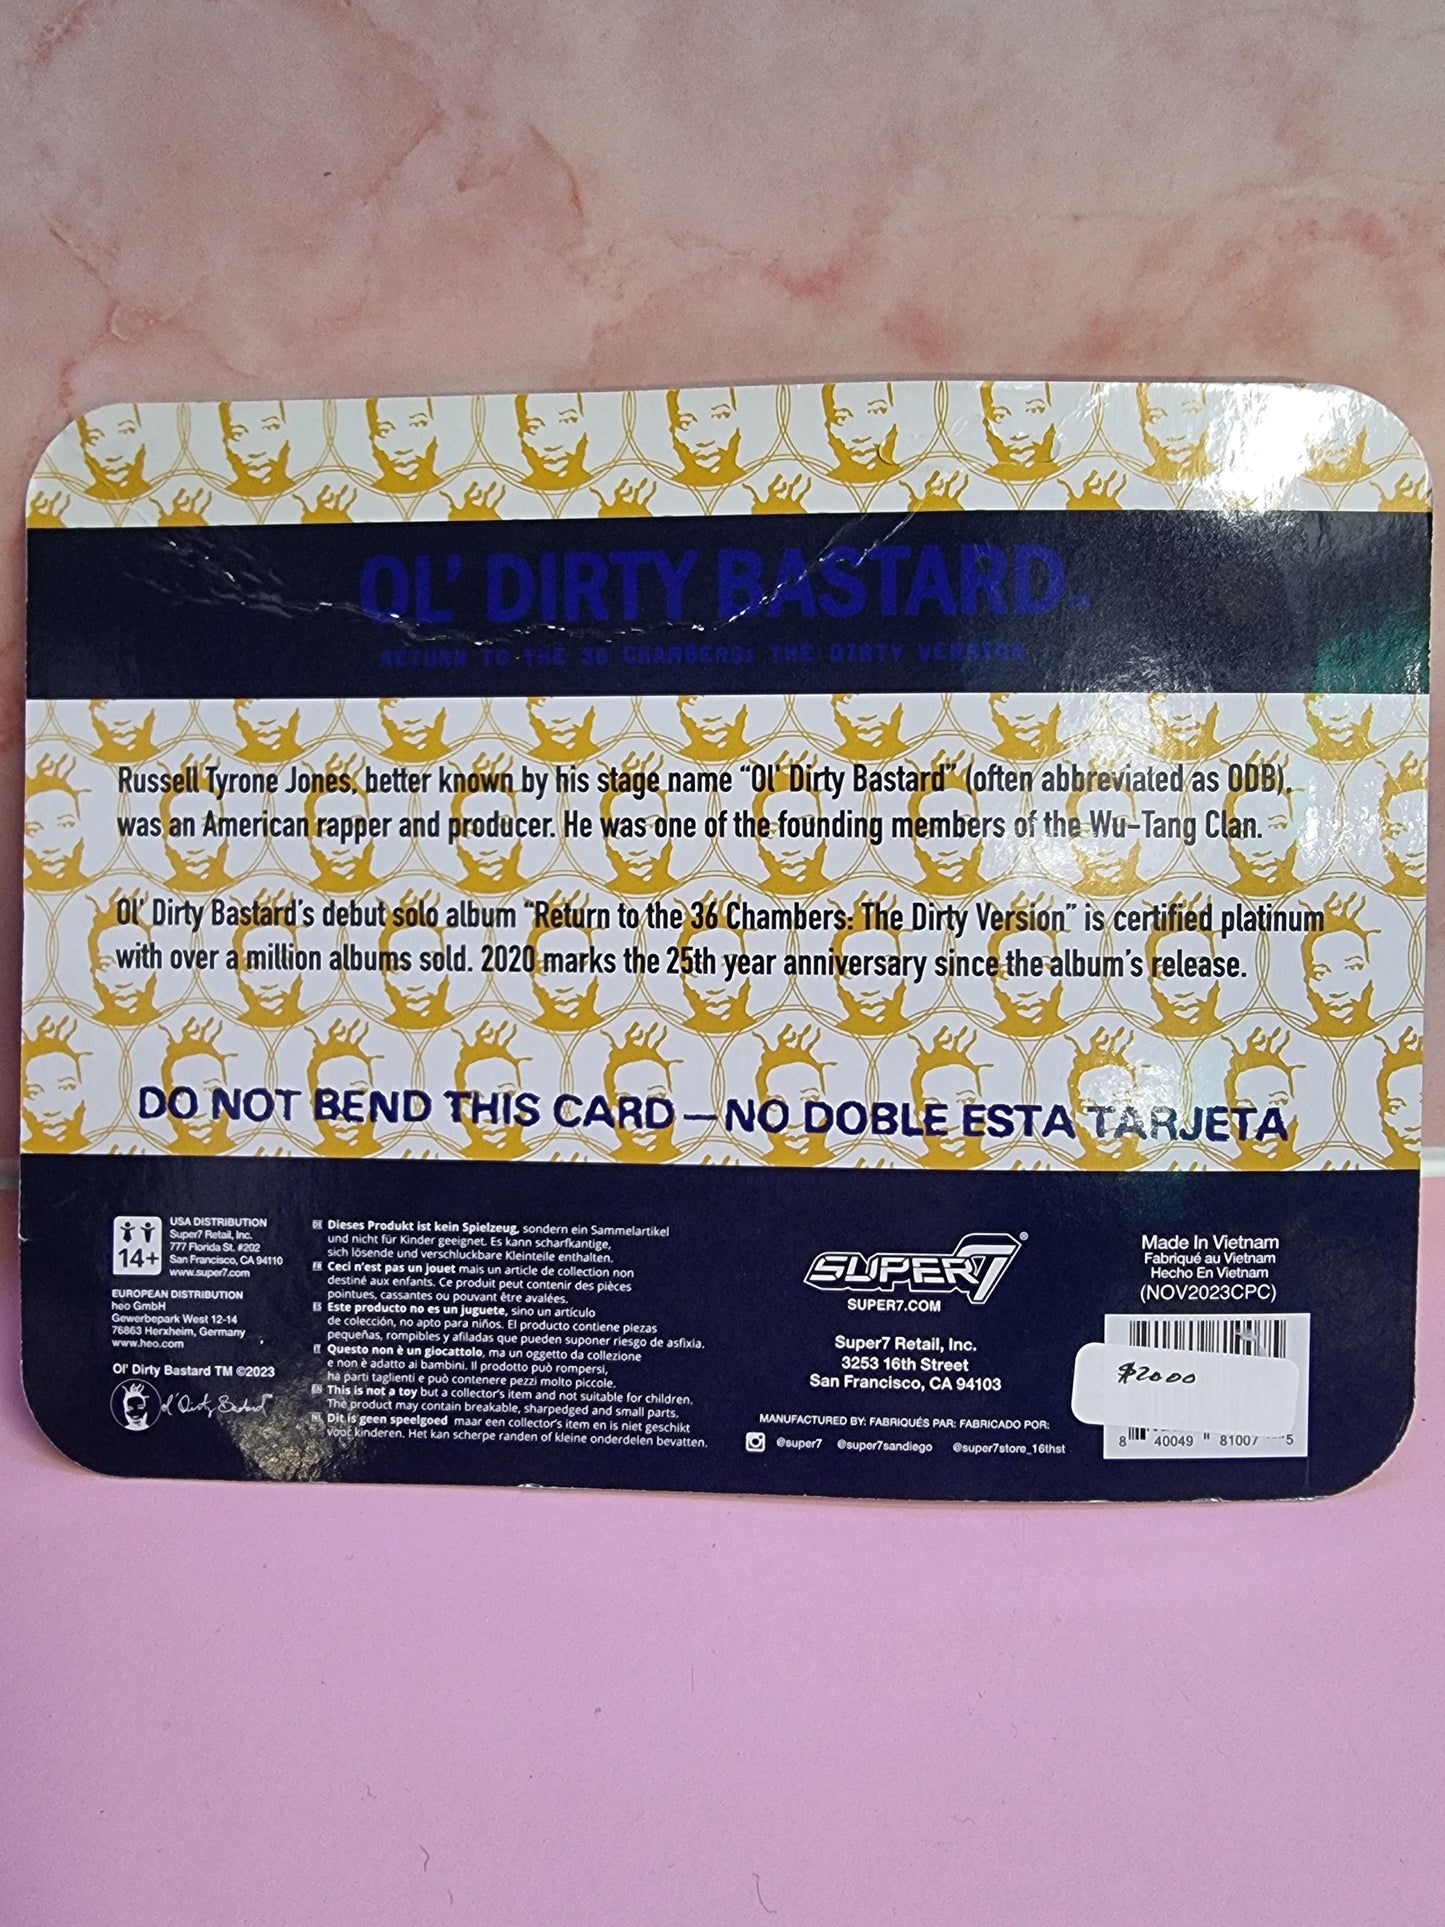 OL' DIRTY BASTARD
RETURN TO THE 36 CHAMBERS: THE DIRTY VERSION
Russell Tyrone Jones, better known by his stage name “Ol' Dirty Bastard” (often abbreviated as ODB),
was an American rapper and producer. He was one of the founding members of the Wu-Tang Clan.
Ol' Dirty Bastard's debut solo album “Return to the 36 Chambers: The Dirty Version” is certified platinum
with over a million albums sold. 2020 marks the 25th year anniversary since the album's release.
DO NOT BEND THIS CARD — NO DOBLE ESTA TARJETA
14+
USA DISTRIBUTION
Super7 Retail, Inc.
777 Florida St. #202
San Francisco, CA 94110
www.super7.com
EUROPEAN DISTRIBUTION
heo GmbH
Gewerbepark West 12-14
76863 Herxheim, Germany
www.heo.com
Ol' Dirty Bastard TM ©2023
Ol' Dirty Bastard
DE Dieses Produkt ist kein Spielzeug, sondern ein Sammelartikel
und nicht für Kinder geeignet. Es kann scharfkantige,
sich lösende und verschluckbare Kleinteile enthalten.
FR Ceci n'est pas un jouet mais un article de collection non
destiné aux enfants. Ce produit peut contenir des pièces
pointues, cassantes ou pouvant être avalées.
ES Este producto no es un juguete, sino un artículo
de colección, no apto para niños. El producto contiene piezas
pequeñas, rompibles y afiladas que pueden suponer riesgo de asfixia.
IT Questo non è un giocattolo, ma un oggetto da collezione
e non è adatto ai bambini. Il prodotto può rompersi,
ha parti taglienti e può contenere pezzi molto piccole.
EN This is not a toy but a collector's item and not suitable for children.
The product may contain breakable, sharpedged and small parts.
NL Dit is geen speelgoed maar een collector's item en is niet geschikt
voor kinderen. Het kan scherpe randen of kleine onderdelen bevatten.
SUPER7®
SUPER7.COM
Super7 Retail, Inc.
3253 16th Street
San Francisco, CA 94103
MANUFACTURED BY: FABRIQUÉS PAR: FABRICADO POR:
@super7 @super7sandiego @super7store_16thst
Made In Vietnam
Fabriqué au Vietnam
Hecho En Vietnam
(NOV2023CPC)
$2000
8 40049 81007 5